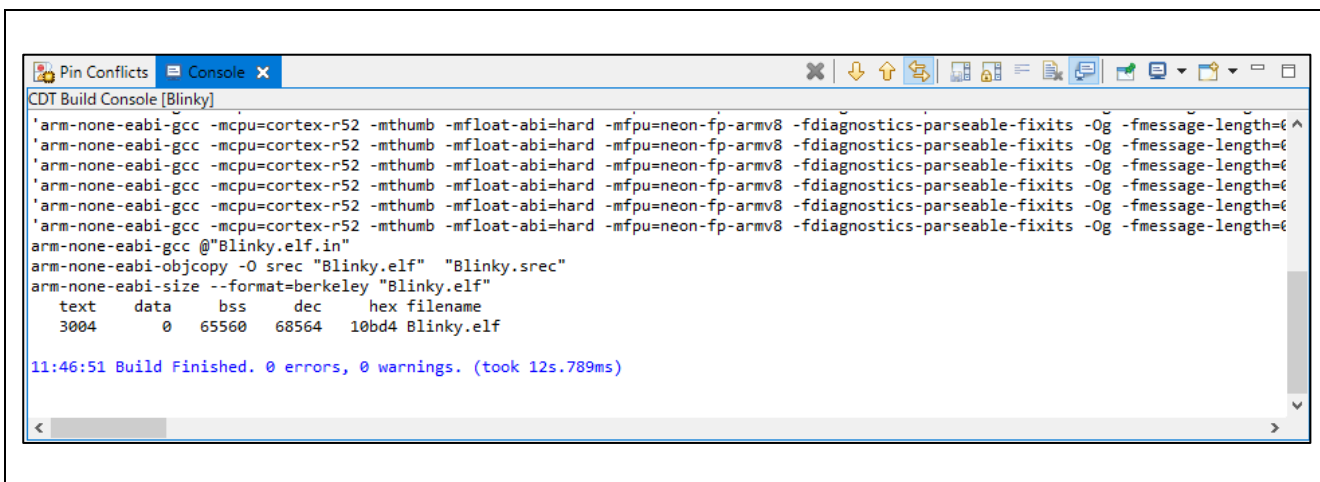 Pin Conflicts Console
CDT Build Console [Blinky]
'arm-none-eabi-gcc -mcpu=cortex-r52 -mthumb -mfloat-abi=hard -mfpu=neon-fp-armv8 -fdiagnostics-parseable-fixits -Og -fmessage-length=
'arm-none-eabi-gcc -mcpu=cortex-r52 -mthumb -mfloat-abi=hard -mfpu=neon-fp-armv8 -fdiagnostics-parseable-fixits -Og -fmessage-length=
'arm-none-eabi-gcc -mcpu=cortex-r52 -mthumb -mfloat-abi=hard -mfpu=neon-fp-armv8 -fdiagnostics-parseable-fixits -Og -fmessage-length=
'arm-none-eabi-gcc -mcpu=cortex-r52 -mthumb -mfloat-abi=hard -mfpu=neon-fp-armv8 -fdiagnostics-parseable-fixits -Og -fmessage-length=
'arm-none-eabi-gcc -mcpu=cortex-r52 -mthumb -mfloat-abi=hard -mfpu=neon-fp-armv8 -fdiagnostics-parseable-fixits -Og -fmessage-length=
'arm-none-eabi-gcc -mcpu=cortex-r52 -mthumb -mfloat-abi=hard -mfpu=neon-fp-armv8 -fdiagnostics-parseable-fixits -Og -fmessage-length=
arm-none-eabi-gcc @"Blinky.elf.in"
arm-none-eabi-objcopy -O srec "Blinky.elf"  "Blinky.srec"
arm-none-eabi-size --format=berkeley "Blinky.elf"
   text    data     bss     dec     hex filename
   3004       0   65560   68564   10bd4 Blinky.elf
11:46:51 Build Finished. 0 errors, 0 warnings. (took 12s.789ms)